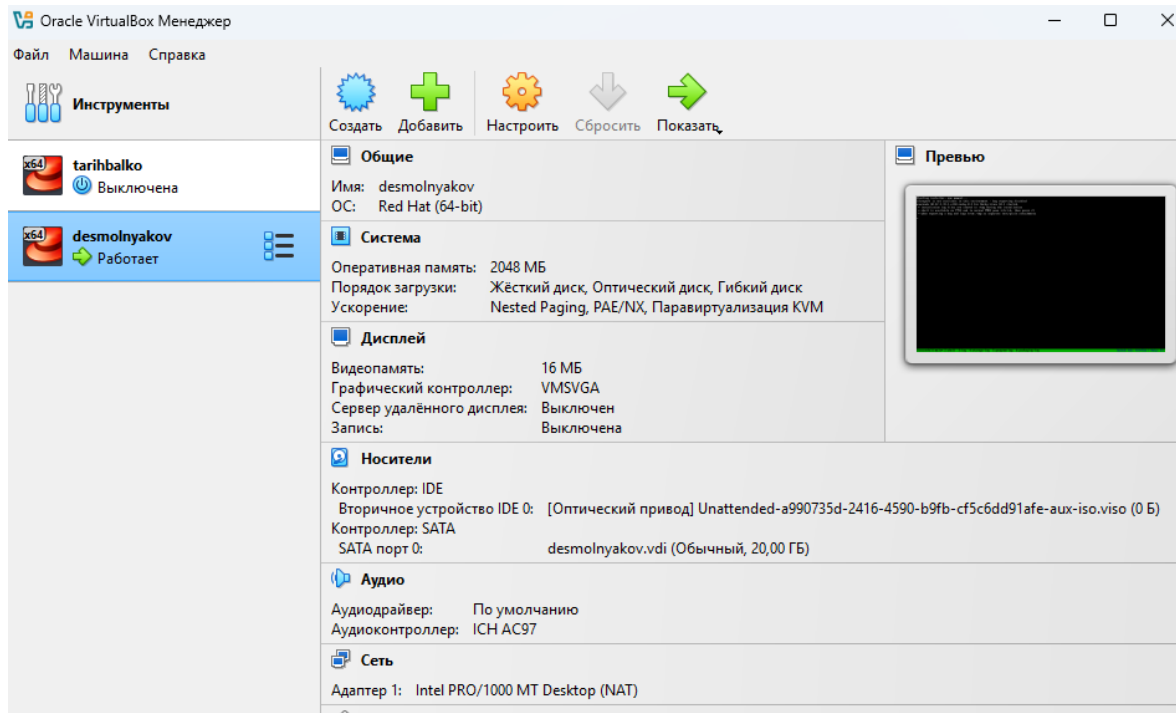 Oracle VirtualBox Менеджер
Файл Машина Справка
Инструменты
Создать Добавить Настроить Сбросить Показать
x64 tarihbalko
Выключена
x64 desmolnyakov
Работает
Общие
Имя: desmolnyakov
ОС: Red Hat (64-bit)
Превью
Система
Оперативная память: 2048 МБ
Порядок загрузки: Жёсткий диск, Оптический диск, Гибкий диск
Ускорение: Nested Paging, PAE/NX, Паравиртуализация KVM
Дисплей
Видеопамять: 16 МБ
Графический контроллер: VMSVGA
Сервер удалённого дисплея: Выключен
Запись: Выключена
Носители
Контроллер: IDE
Вторичное устройство IDE 0: [Оптический привод] Unattended-a990735d-2416-4590-b9fb-cf5c6dd91afe-aux-iso.viso (0 Б)
Контроллер: SATA
SATA порт 0: desmolnyakov.vdi (Обычный, 20,00 ГБ)
Аудио
Аудиодрайвер: По умолчанию
Аудиоконтроллер: ICH AC97
Сеть
Адаптер 1: Intel PRO/1000 MT Desktop (NAT)